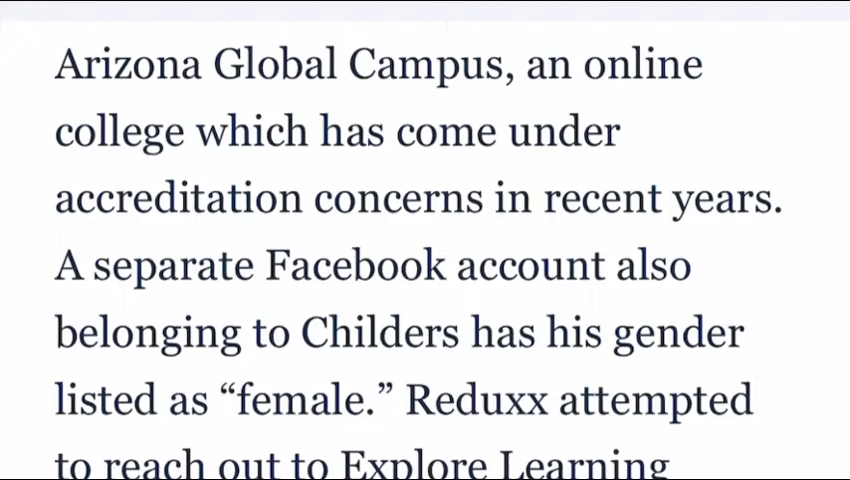 Arizona Global Campus, an online
college which has come under
accreditation concerns in recent years.
A separate Facebook account also
belonging to Childers has his gender
listed as “female.” Reduxx attempted
to reach out to Explore Learning